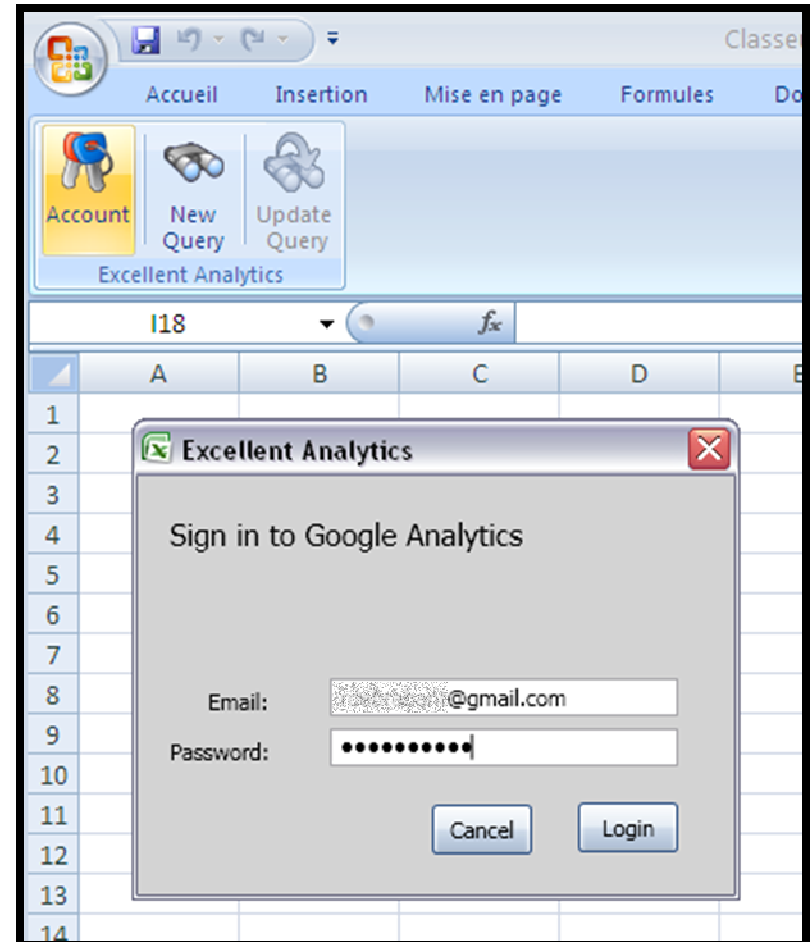 Classe
Accueil Insertion Mise en page Formules Do
Account New Query Update Query
Excellent Analytics
I18 fx
A B C D E
1
2
3
4
5
6
7
8
9
10
11
12
13
14
Excellent Analytics
Sign in to Google Analytics
Email: @gmail.com
Password: ••••••••••
Cancel Login